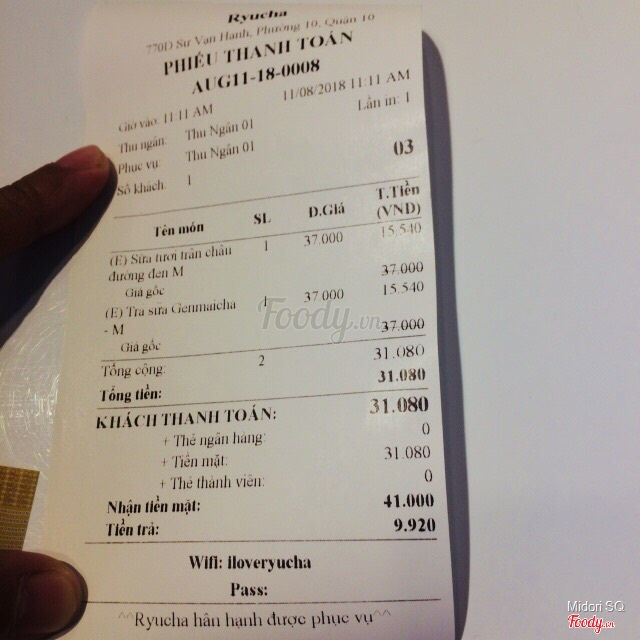 Ryucha
770D Sư Vạn Hạnh, Phường 10, Quận 10
PHIẾU THANH TOÁN
AUG11-18-0008
11/08/2018 11:11 AM
Giờ vào: 11:11 AM
Lần in: 1
Thu ngân: Thu Ngân 01
Phục vụ: Thu Ngân 01
03
Số khách: 1
Tên món SL Đ.Giá T.Tiền (VND)
(E) Sữa tươi trân châu 1 37.000 15.540
đường đen M
Giá gốc 37.000
(E) Tra sữa Genmaicha 1 37.000 15.540
- M
Giá gốc 37.000
Tổng cộng: 2 31.080
Tổng tiền: 31.080
KHÁCH THANH TOÁN: 31.080
+ Thẻ ngân hàng: 0
+ Tiền mặt: 31.080
+ Thẻ thành viên: 0
Nhận tiền mặt: 41.000
Tiền trả: 9.920
Wifi: iloveryucha
Pass:
^^Ryucha hân hạnh được phục vụ^^
Foody.vn
Midori SQ
Foody.vn